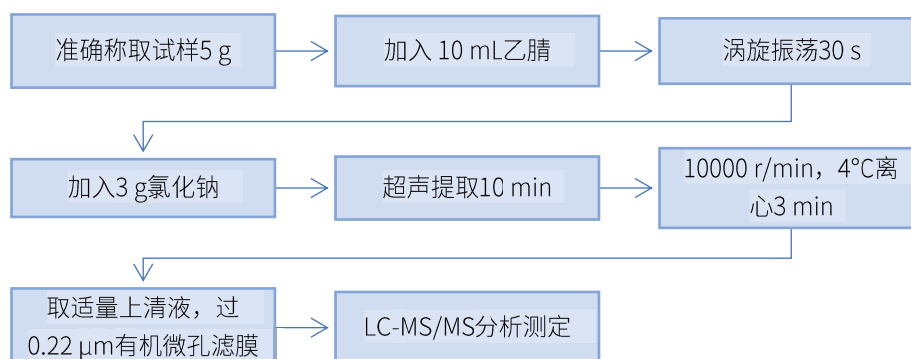 准确称取试样5 g
加入 10 mL乙腈
涡旋振荡30 s
加入3 g氯化钠
超声提取10 min
10000 r/min，4°C离
心3 min
取适量上清液，过
0.22 μm有机微孔滤膜
LC-MS/MS分析测定